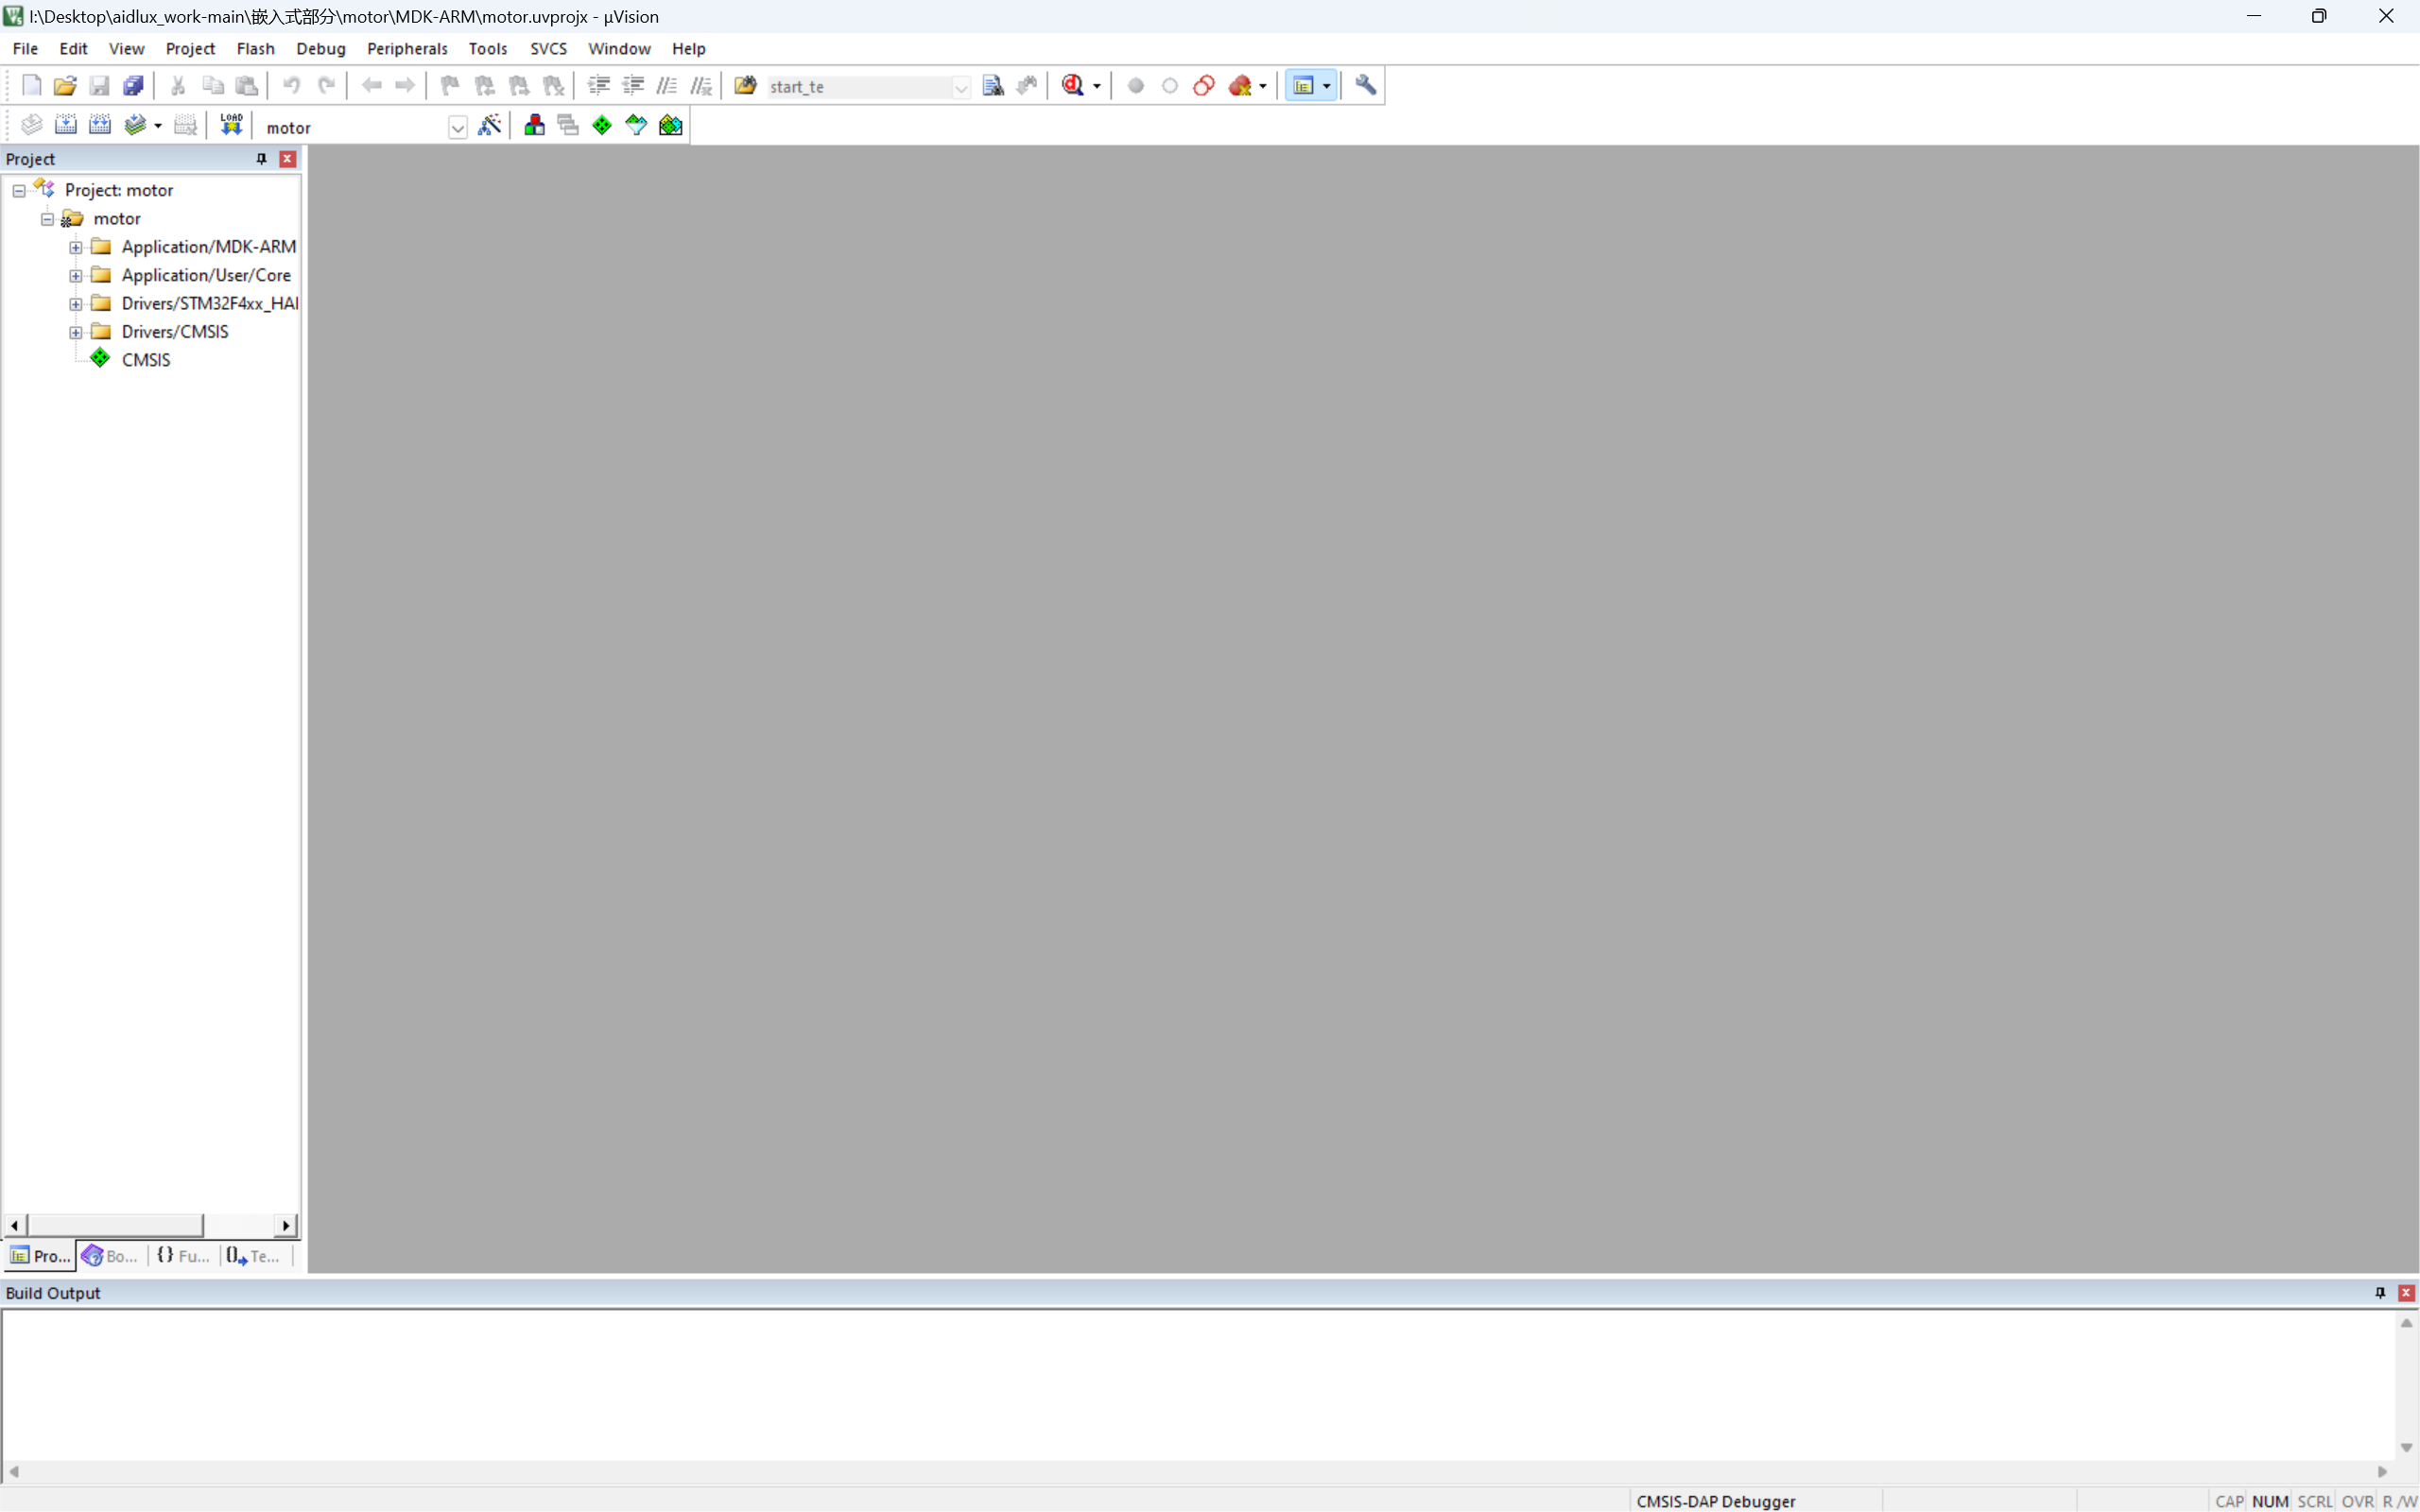 I:\Desktop\aidlux_work-main\嵌入式部分\motor\MDK-ARM\motor.uvprojx - µVision
File Edit View Project Flash Debug Peripherals Tools SVCS Window Help
start_te
LOAD motor
Project
Project: motor
motor
Application/MDK-ARM
Application/User/Core
Drivers/STM32F4xx_HAI
Drivers/CMSIS
CMSIS
Pro... Bo... {} Fu... Te...
Build Output
CMSIS-DAP Debugger CAP NUM SCRL OVR R/W